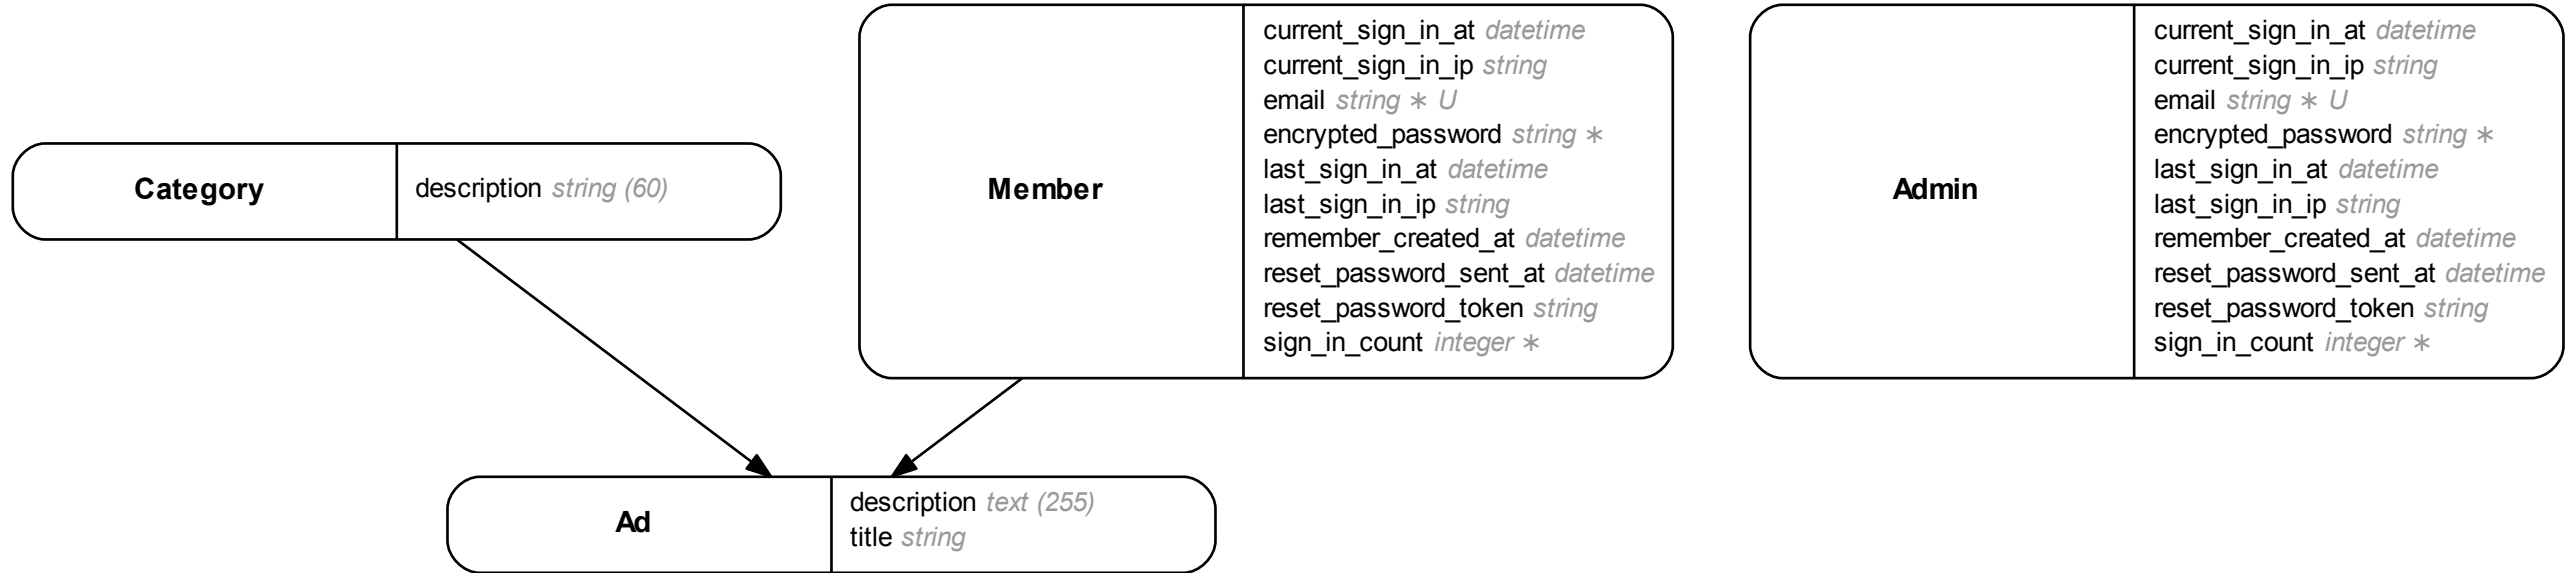 Category
description string (60)
Member
current_sign_in_at datetime
current_sign_in_ip string
email string ∗ U
encrypted_password string ∗
last_sign_in_at datetime
last_sign_in_ip string
remember_created_at datetime
reset_password_sent_at datetime
reset_password_token string
sign_in_count integer ∗
Admin
current_sign_in_at datetime
current_sign_in_ip string
email string ∗ U
encrypted_password string ∗
last_sign_in_at datetime
last_sign_in_ip string
remember_created_at datetime
reset_password_sent_at datetime
reset_password_token string
sign_in_count integer ∗
Ad
description text (255)
title string